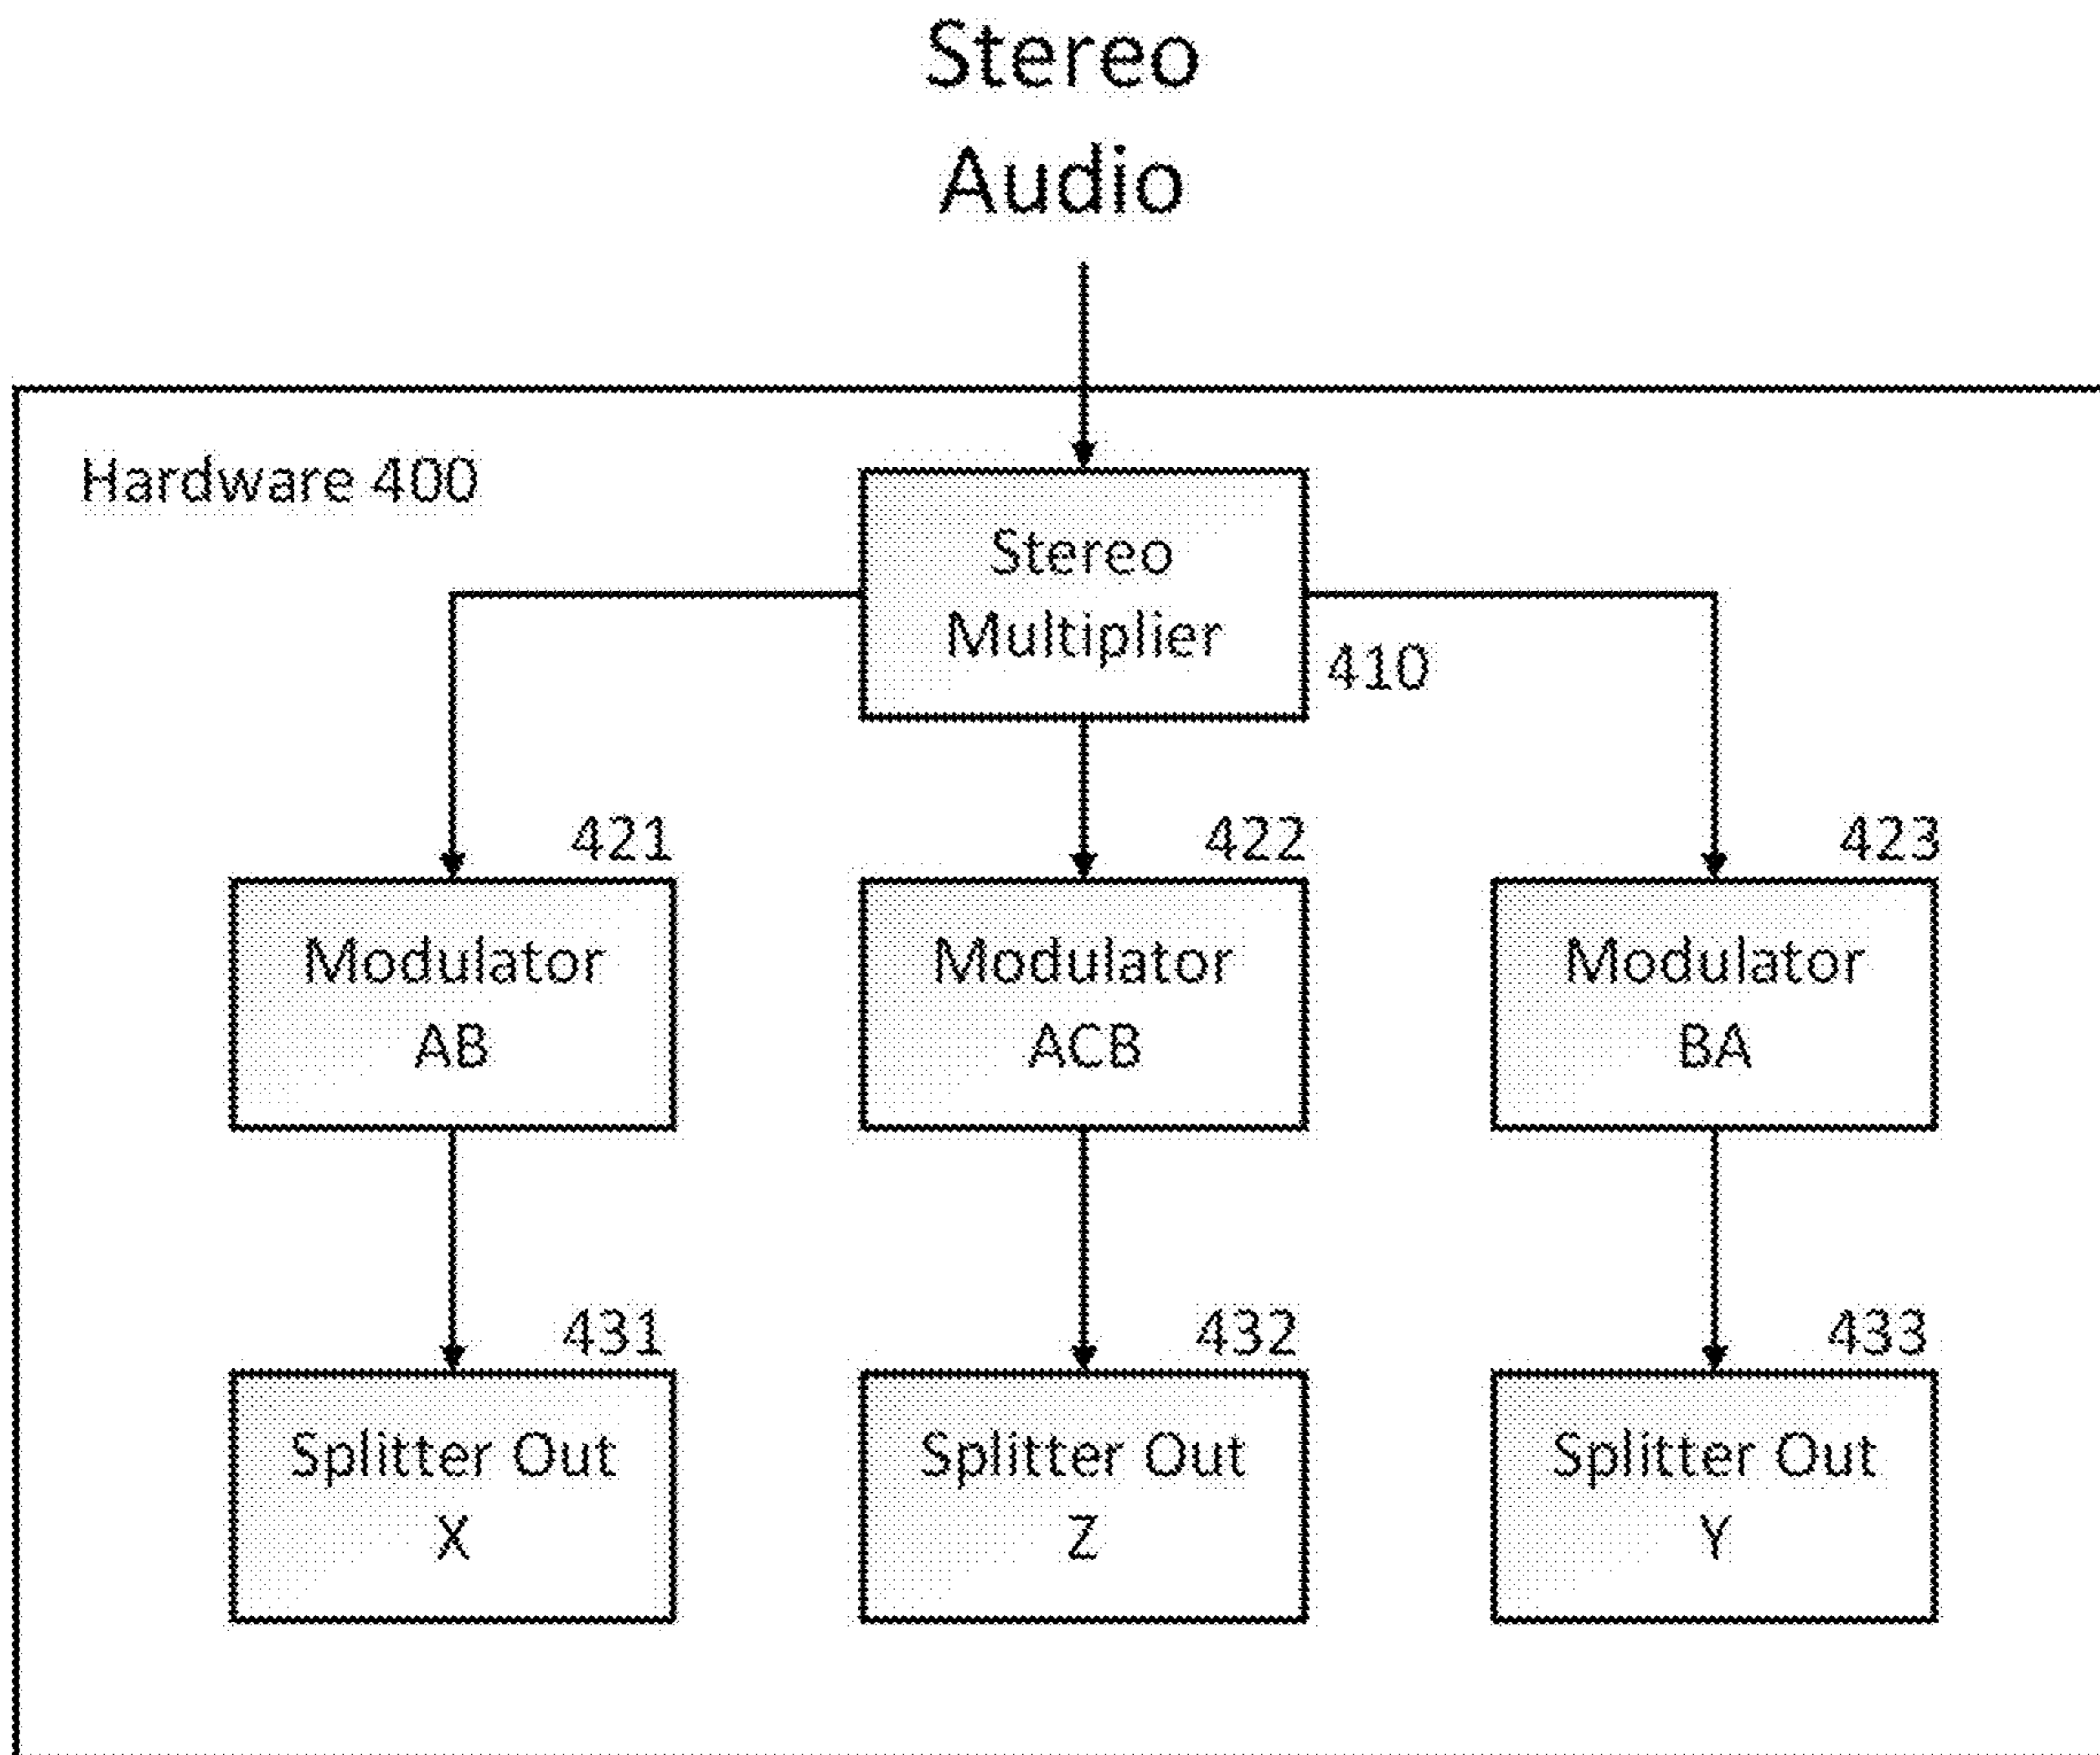 Stereo
Audio
Hardware 400
Stereo
Multiplier
410
421
422
423
Modulator
AB
Modulator
ACB
Modulator
BA
431
432
433
Splitter Out
X
Splitter Out
Z
Splitter Out
Y